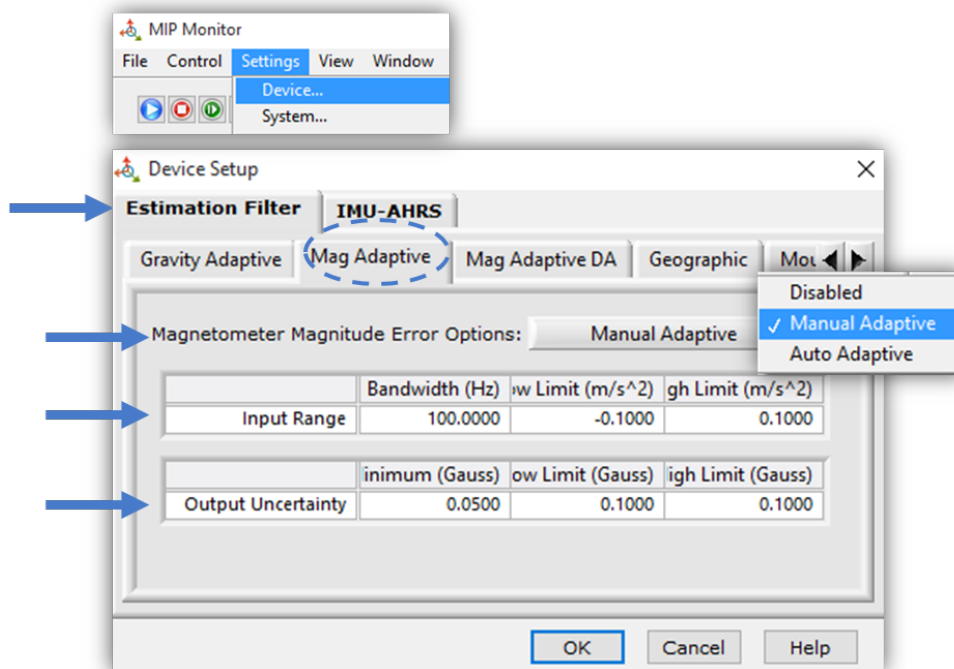 MIP Monitor
File Control Settings View Window
Device...
System...
Device Setup
Estimation Filter IMU-AHRS
Gravity Adaptive Mag Adaptive Mag Adaptive DA Geographic Mou
Disabled
Magnetometer Magnitude Error Options: Manual Adaptive ✓ Manual Adaptive
Auto Adaptive
Bandwidth (Hz) ow Limit (m/s^2) gh Limit (m/s^2)
Input Range 100.0000 -0.1000 0.1000
inimum (Gauss) ow Limit (Gauss) igh Limit (Gauss)
Output Uncertainty 0.0500 0.1000 0.1000
OK Cancel Help